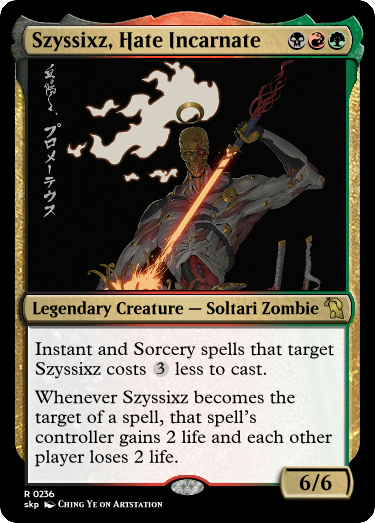 Szyssixz, Hate Incarnate
プロメーテウス
Legendary Creature — Soltari Zombie
Instant and Sorcery spells that target
Szyssixz costs 3 less to cast.
Whenever Szyssixz becomes the
target of a spell, that spell's
controller gains 2 life and each other
player loses 2 life.
6/6
R 0236
skp Ching Ye on Artstation